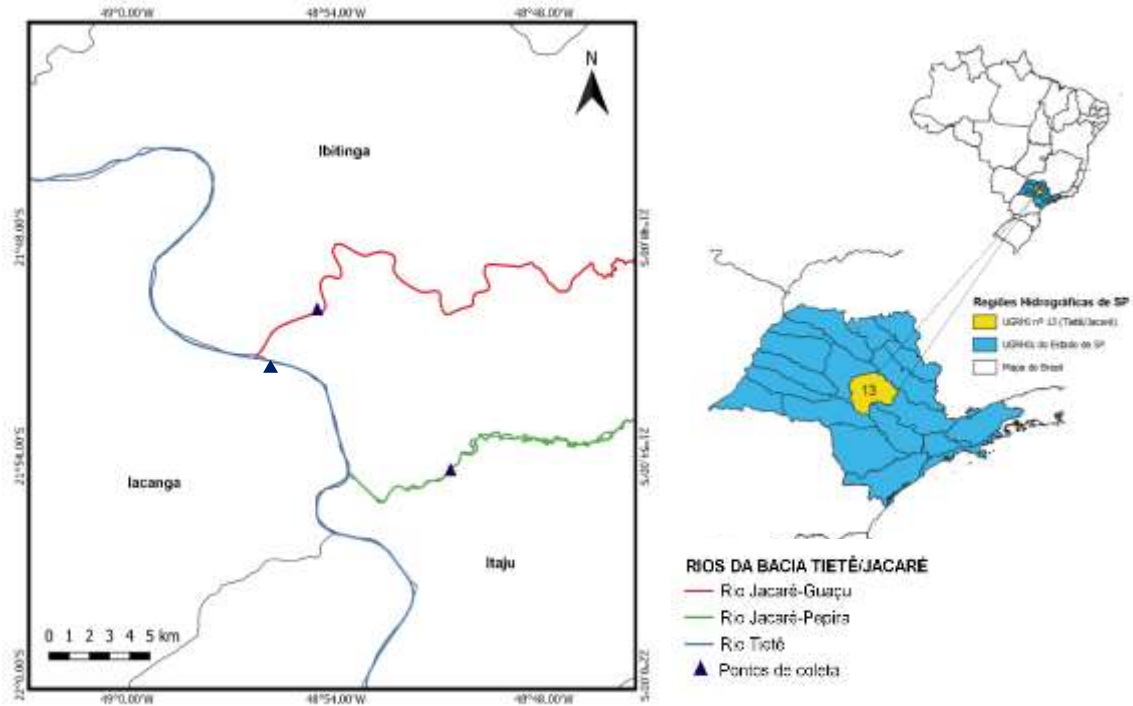 49°0.00'W 48°54.00'W 48°48.00'W
N
Ibitinga
21°48.00'S 21°48.00'S
Regiões Hidrográficas de SP
UGRHI nº 13 (Tietê/Jacaré)
UGRHIs do Estado de SP
Mapa do Brasil
13
21°54.00'S 21°54.00'S
Iacanga
Itaju
RIOS DA BACIA TIETÊ/JACARÉ
Rio Jacaré-Guaçu
Rio Jacaré-Pepira
Rio Tietê
Pontos de coleta
0 1 2 3 4 5 km
22°0.00'S 22°0.00'S
49°0.00'W 48°54.00'W 48°48.00'W